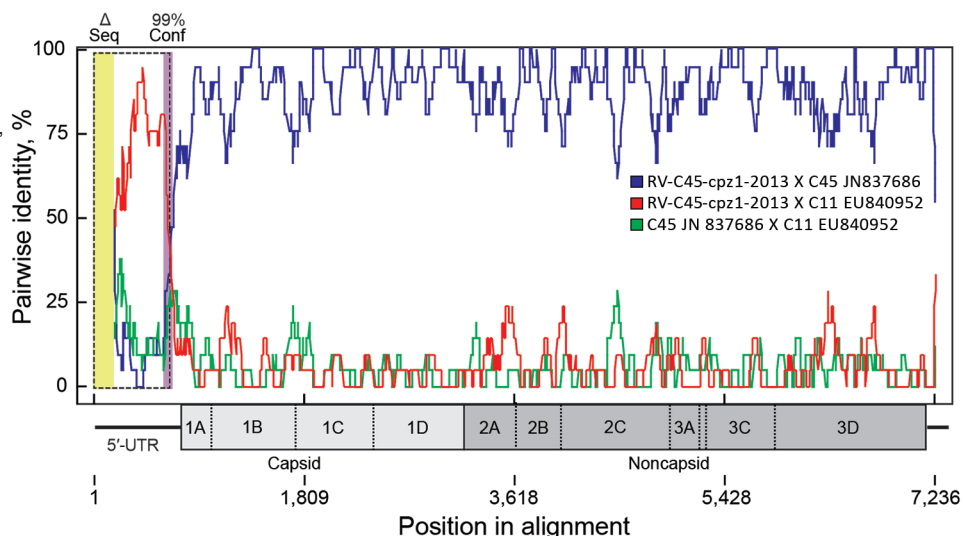 Δ 99%
Seq Conf
100
75
50
25
0
Pairwise identity, %
RV-C45-cpz1-2013 X C45 JN837686
RV-C45-cpz1-2013 X C11 EU840952
C45 JN 837686 X C11 EU840952
1A 1B 1C 1D 2A 2B 2C 3A 3C 3D
5′-UTR
Capsid Noncapsid
1 1,809 3,618 5,428 7,236
Position in alignment